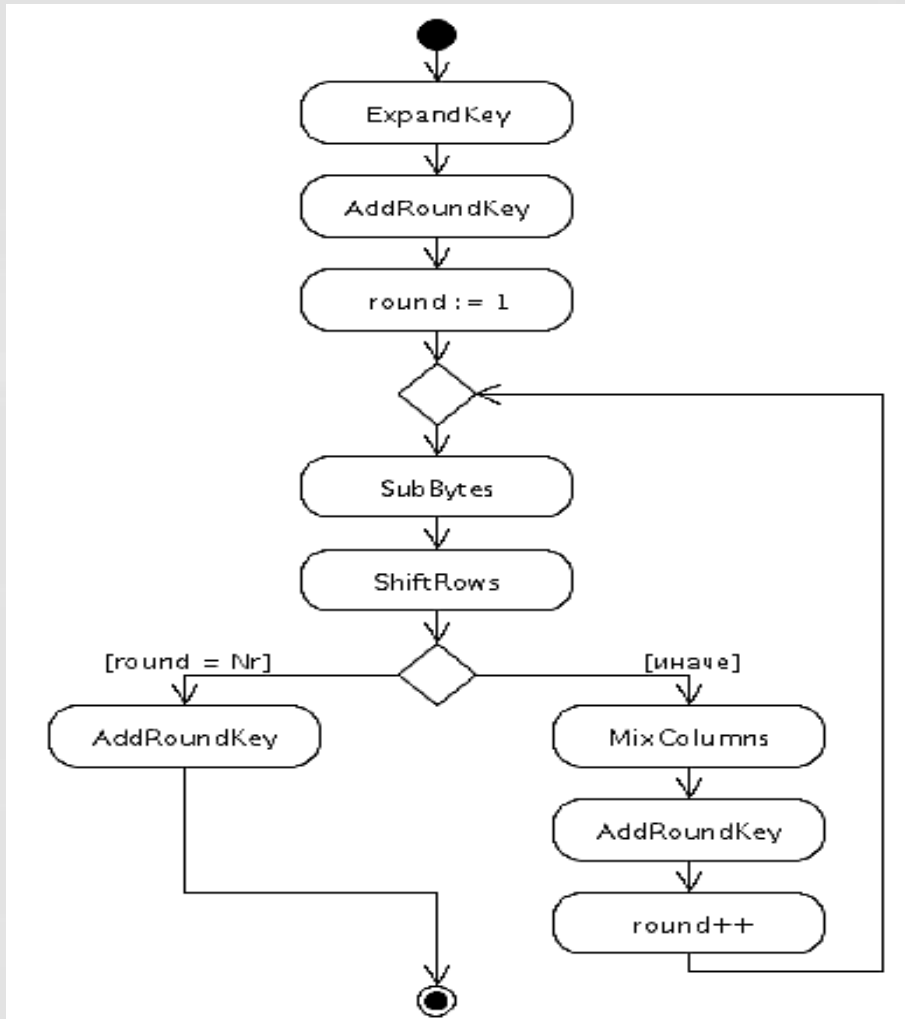 ExpandKey
AddRoundKey
round := 1
SubBytes
ShiftRows
[round = Nr]
[иначе]
AddRoundKey
MixColumns
AddRoundKey
round++